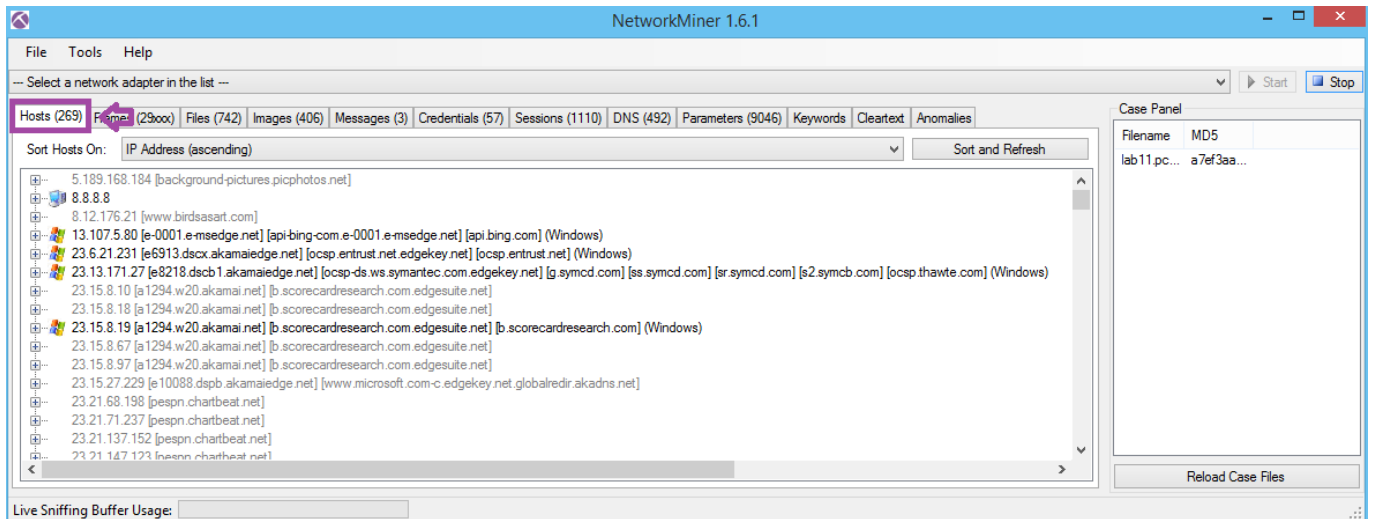 NetworkMiner 1.6.1
File Tools Help
--- Select a network adapter in the list ---
Start Stop
Hosts (269) Frames (29xxx) Files (742) Images (406) Messages (3) Credentials (57) Sessions (1110) DNS (492) Parameters (9046) Keywords Cleartext Anomalies
Sort Hosts On: IP Address (ascending) Sort and Refresh
5.189.168.184 [background-pictures.picphotos.net]
8.8.8.8
8.12.176.21 [www.birdsasart.com]
13.107.5.80 [e-0001.e-msedge.net] [api-bing-com.e-0001.e-msedge.net] [api.bing.com] (Windows)
23.6.21.231 [e6913.dscx.akamaiedge.net] [ocsp.entrust.net.edgekey.net] [ocsp.entrust.net] (Windows)
23.13.171.27 [e8218.dscb1.akamaiedge.net] [ocsp-ds.ws.symantec.com.edgekey.net] [g.symcd.com] [ss.symcd.com] [sr.symcd.com] [s2.symcb.com] [ocsp.thawte.com] (Windows)
23.15.8.10 [a1294.w20.akamai.net] [b.scorecardresearch.com.edgesuite.net]
23.15.8.18 [a1294.w20.akamai.net] [b.scorecardresearch.com.edgesuite.net]
23.15.8.19 [a1294.w20.akamai.net] [b.scorecardresearch.com.edgesuite.net] [b.scorecardresearch.com] (Windows)
23.15.8.67 [a1294.w20.akamai.net] [b.scorecardresearch.com.edgesuite.net]
23.15.8.97 [a1294.w20.akamai.net] [b.scorecardresearch.com.edgesuite.net]
23.15.27.229 [e10088.dspb.akamaiedge.net] [www.microsoft.com-c.edgekey.net.globalredir.akadns.net]
23.21.68.198 [pespn.chartbeat.net]
23.21.71.237 [pespn.chartbeat.net]
23.21.137.152 [pespn.chartbeat.net]
23.21.147.123 [pespn.chartbeat.net]
Case Panel
Filename MD5
lab11.pc... a7ef3aa...
Reload Case Files
Live Sniffing Buffer Usage: